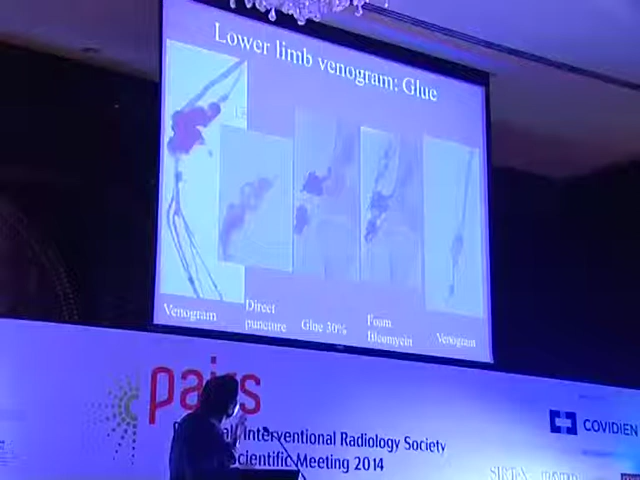 Lower limb venogram: Glue
Venogram
Direct
puncture
Glue 30%
Foam
Venogram
pairs
Interventional Radiology Society
Scientific Meeting 2014
COVIDIEN